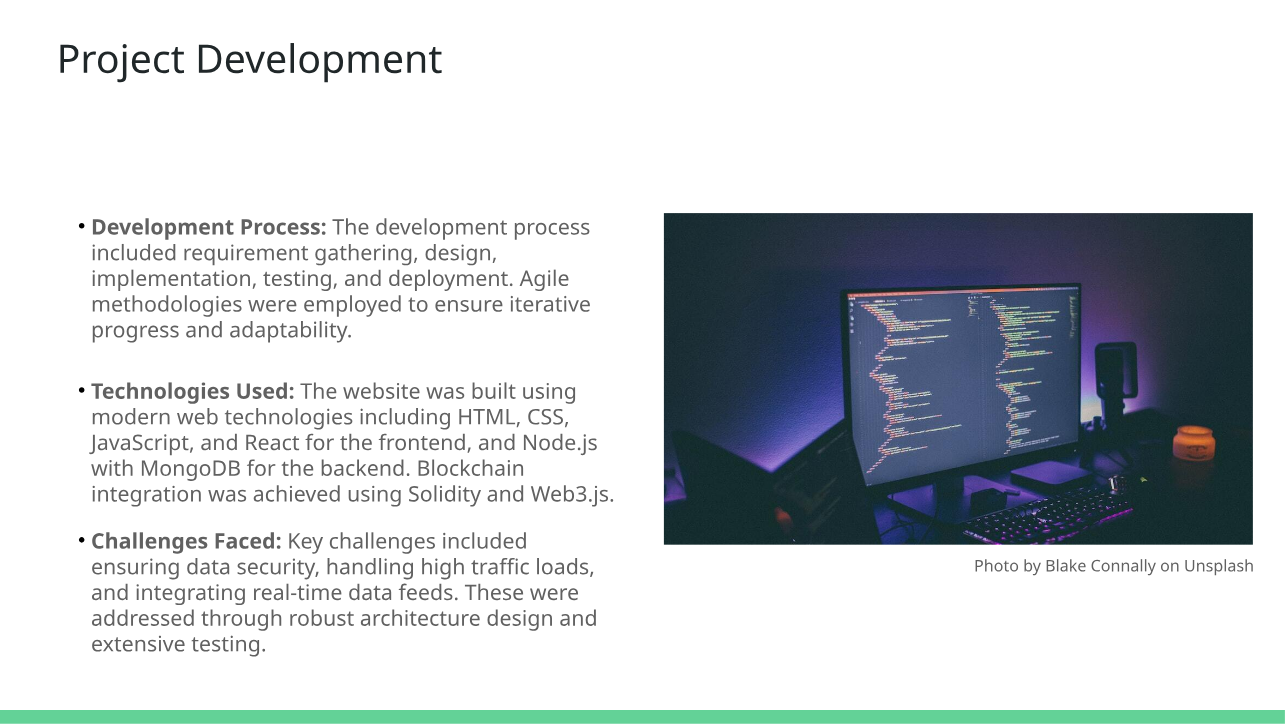 Project Development
• Development Process: The development process
included requirement gathering, design,
implementation, testing, and deployment. Agile
methodologies were employed to ensure iterative
progress and adaptability.
• Technologies Used: The website was built using
modern web technologies including HTML, CSS,
JavaScript, and React for the frontend, and Node.js
with MongoDB for the backend. Blockchain
integration was achieved using Solidity and Web3.js.
• Challenges Faced: Key challenges included
ensuring data security, handling high traffic loads,
and integrating real-time data feeds. These were
addressed through robust architecture design and
extensive testing.
Photo by Blake Connally on Unsplash